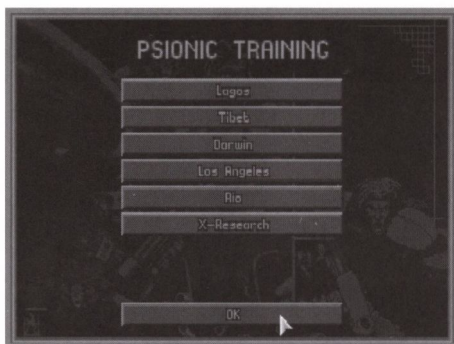 PSIONIC TRAINING
Lagos
Tibet
Darwin
Los Angeles
Rio
X-Research
OK